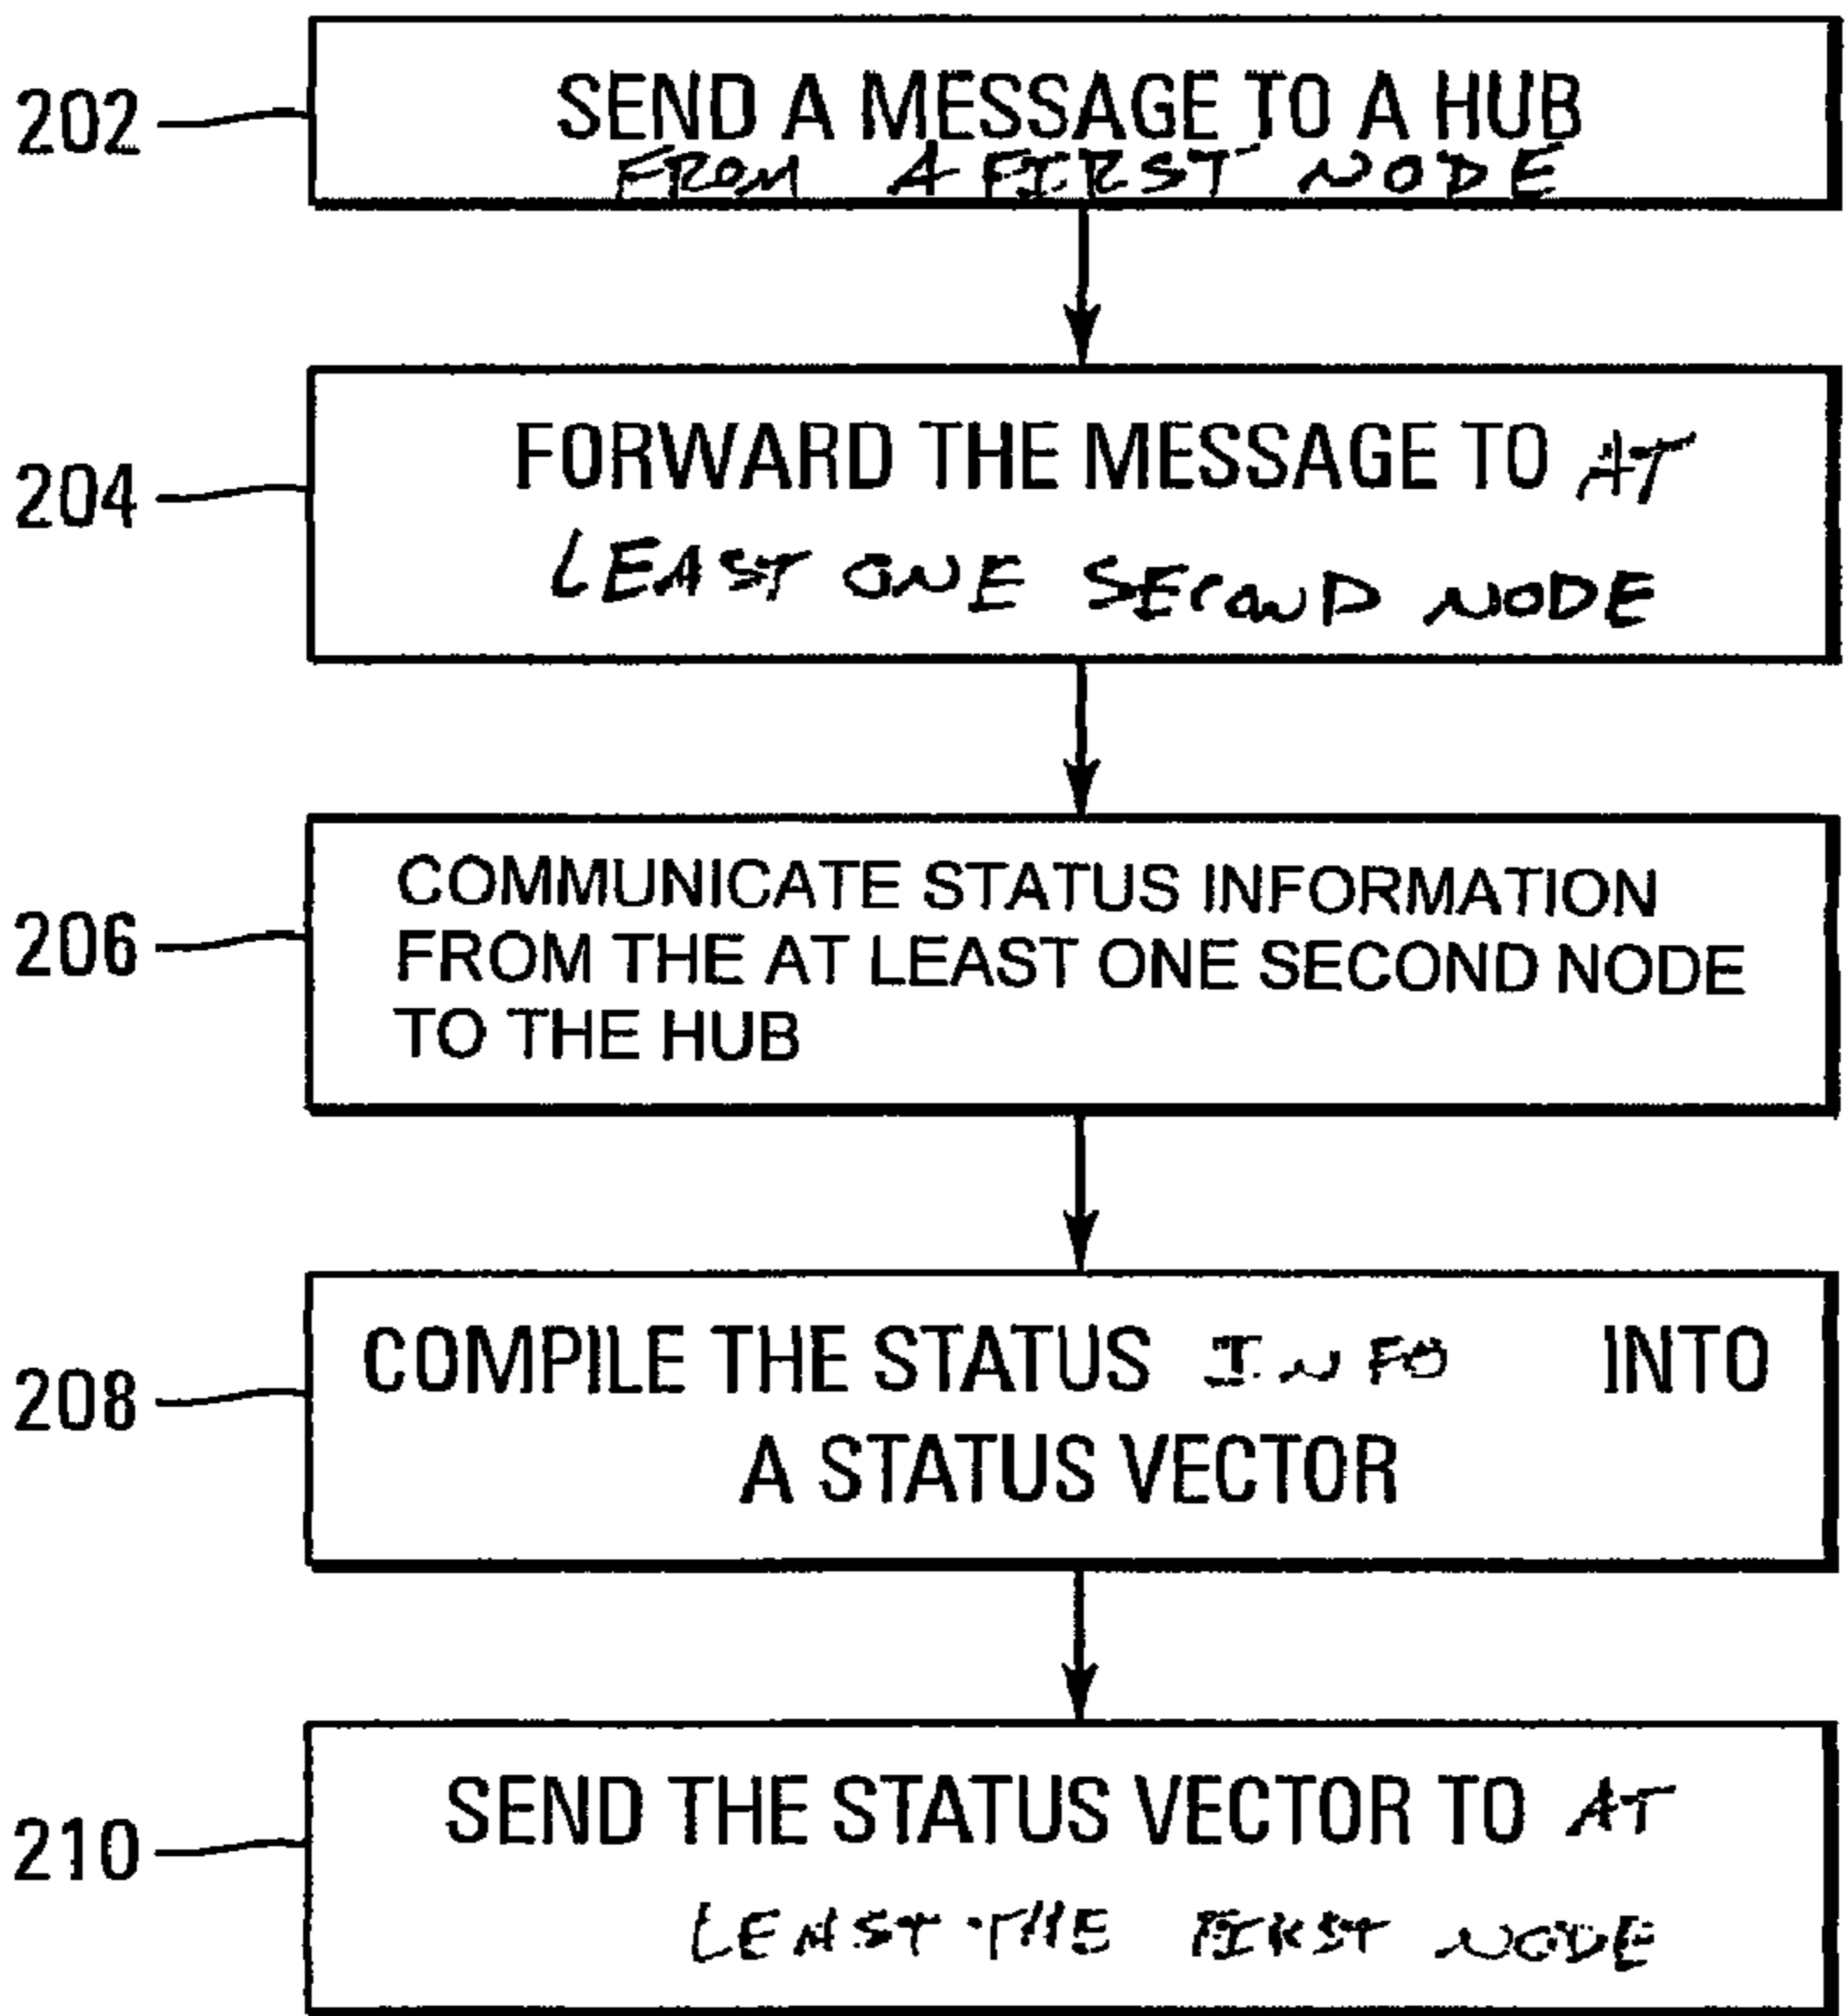 202
SEND A MESSAGE TO A HUB
FROM A FIRST NODE
204
FORWARD THE MESSAGE TO AT
LEAST ONE SECOND NODE
206
COMMUNICATE STATUS INFORMATION
FROM THE AT LEAST ONE SECOND NODE
TO THE HUB
208
COMPILE THE STATUS INFO INTO
A STATUS VECTOR
210
SEND THE STATUS VECTOR TO AT
LEAST THE FIRST NODE